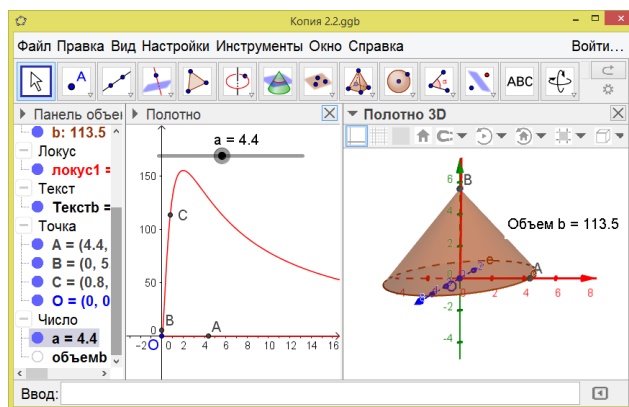 Копия 2.2.ggb
Файл Правка Вид Настройки Инструменты Окно Справка Войти...
A ABC
Панель объе
b: 113.5
Локус
локус1 =
Текст
Текстb =
Точка
A = (4.4,
B = (0, 5
C = (0.8,
O = (0, 0
Число
a = 4.4
объемb
Полотно
a = 4.4
150
100
50
0
C
B
A
O
-2 0 2 4 6 8 10 12 14 16
Полотно 3D
6
B
Объем b = 113.5
2
c
A
0
O
-4 -2 0 2 4 6 8
-2
-4
Ввод: